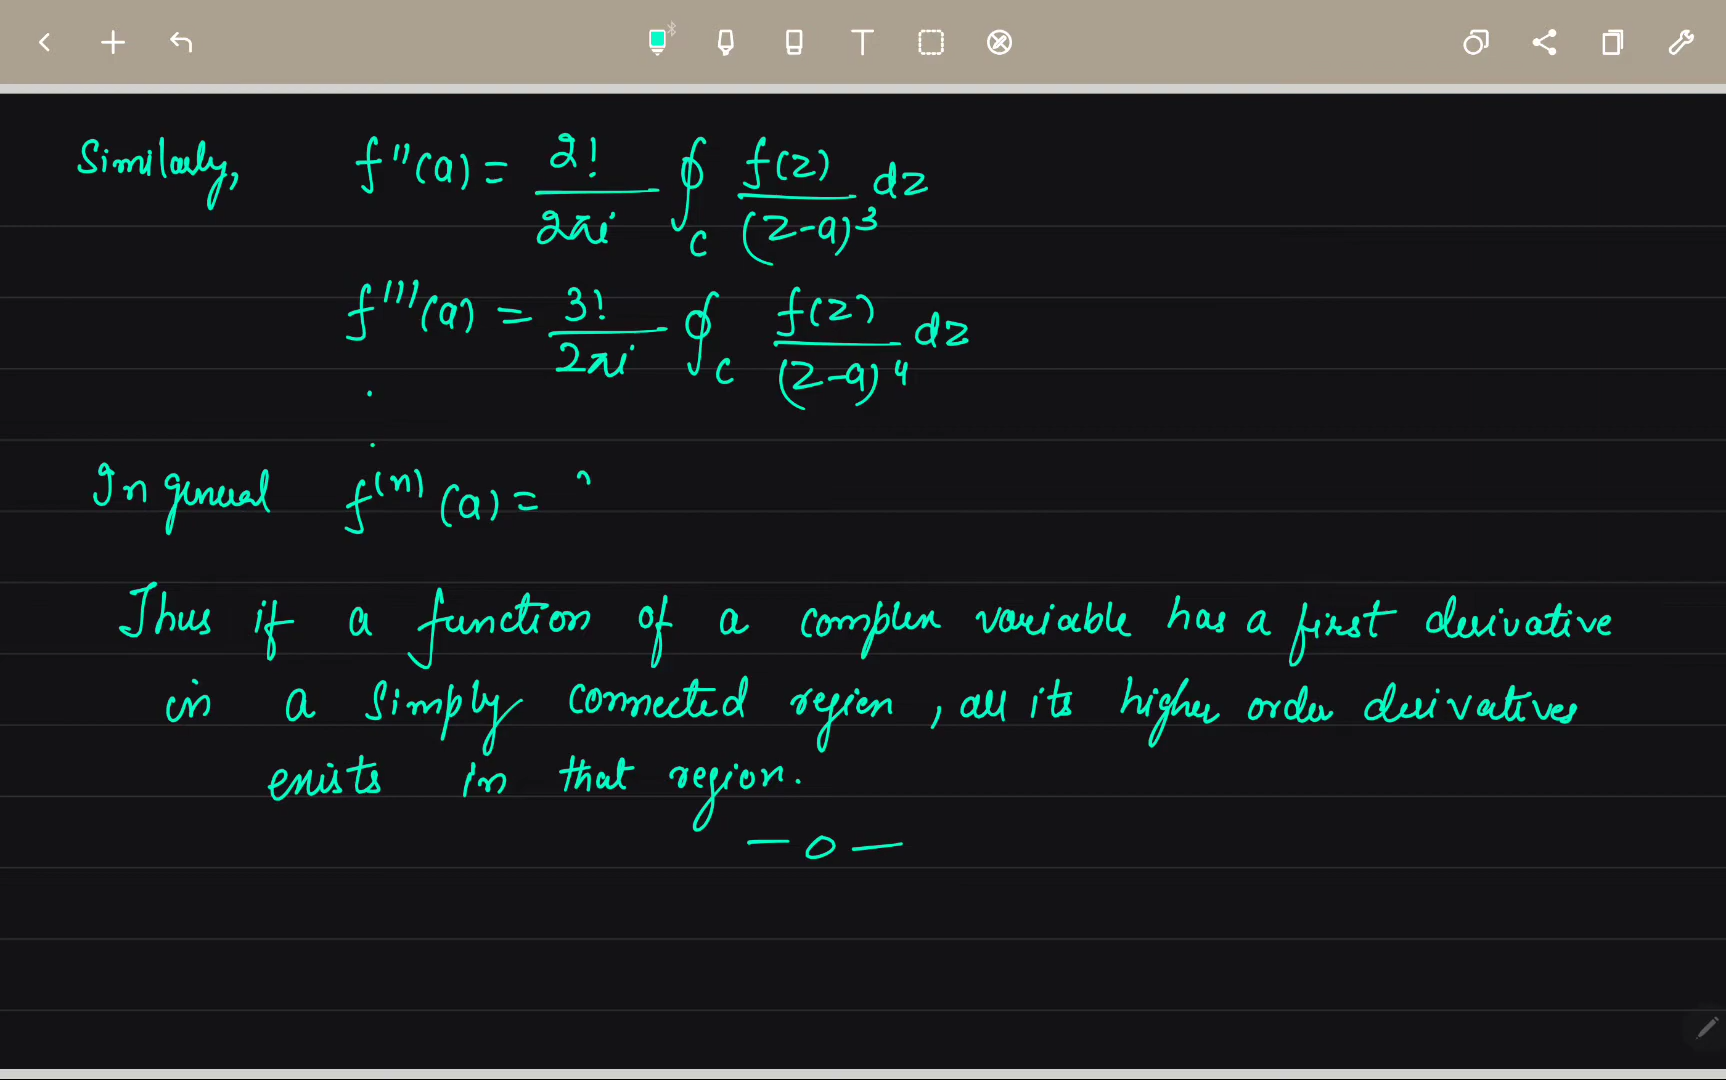 Similarly, f''(a) = 2!/2πi ∮_C f(z)/(z-a)^3 dz
f'''(a) = 3!/2πi ∮_C f(z)/(z-a)^4 dz
.
.
In general f^(n)(a) =
Thus if a function of a complex variable has a first derivative
in a simply connected region, all its higher order derivatives
exists in that region.
— 0 —